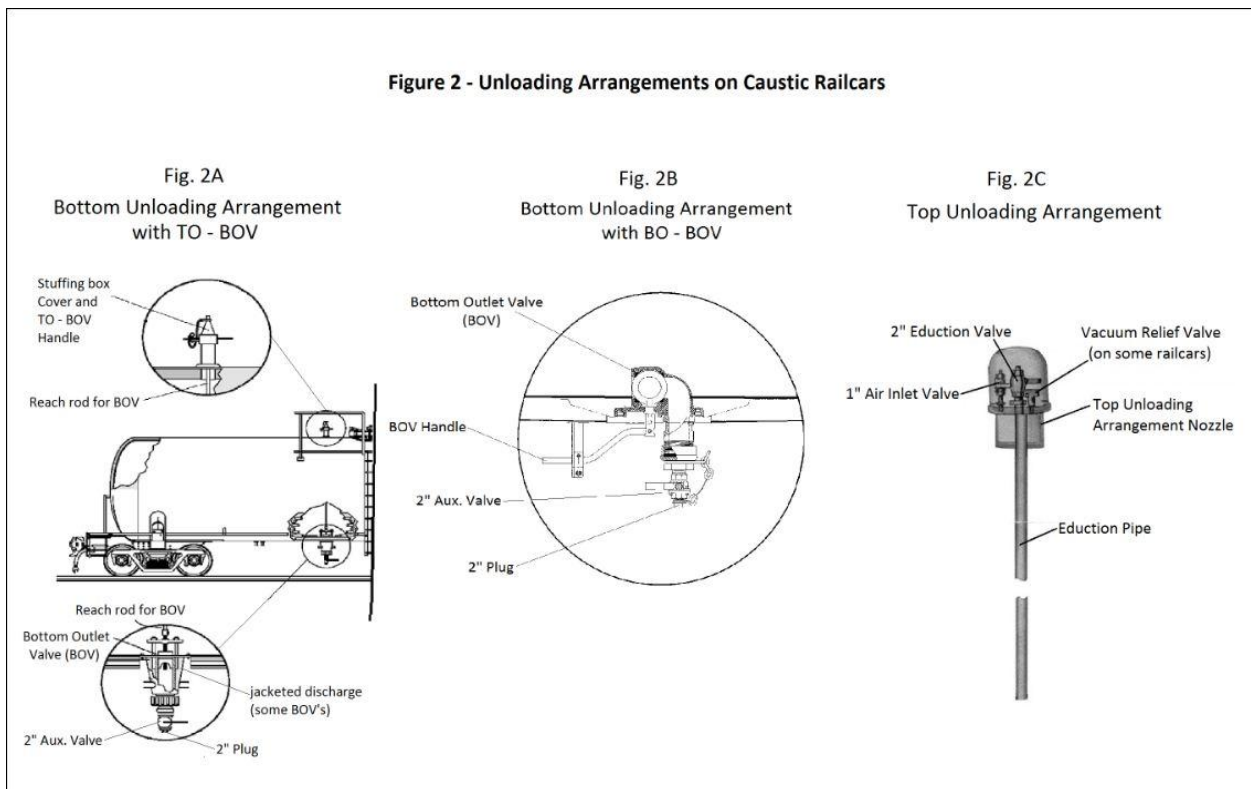 Figure 2 - Unloading Arrangements on Caustic Railcars
Fig. 2A
Bottom Unloading Arrangement
with TO - BOV
Stuffing box
Cover and
TO - BOV
Handle
Reach rod for BOV
Reach rod for BOV
Bottom Outlet
Valve (BOV)
jacketed discharge
(some BOV's)
2" Aux. Valve
2" Plug
Fig. 2B
Bottom Unloading Arrangement
with BO - BOV
Bottom Outlet Valve
(BOV)
BOV Handle
2" Aux. Valve
2" Plug
Fig. 2C
Top Unloading Arrangement
2" Eduction Valve
Vacuum Relief Valve
(on some railcars)
1" Air Inlet Valve
Top Unloading
Arrangement Nozzle
Eduction Pipe